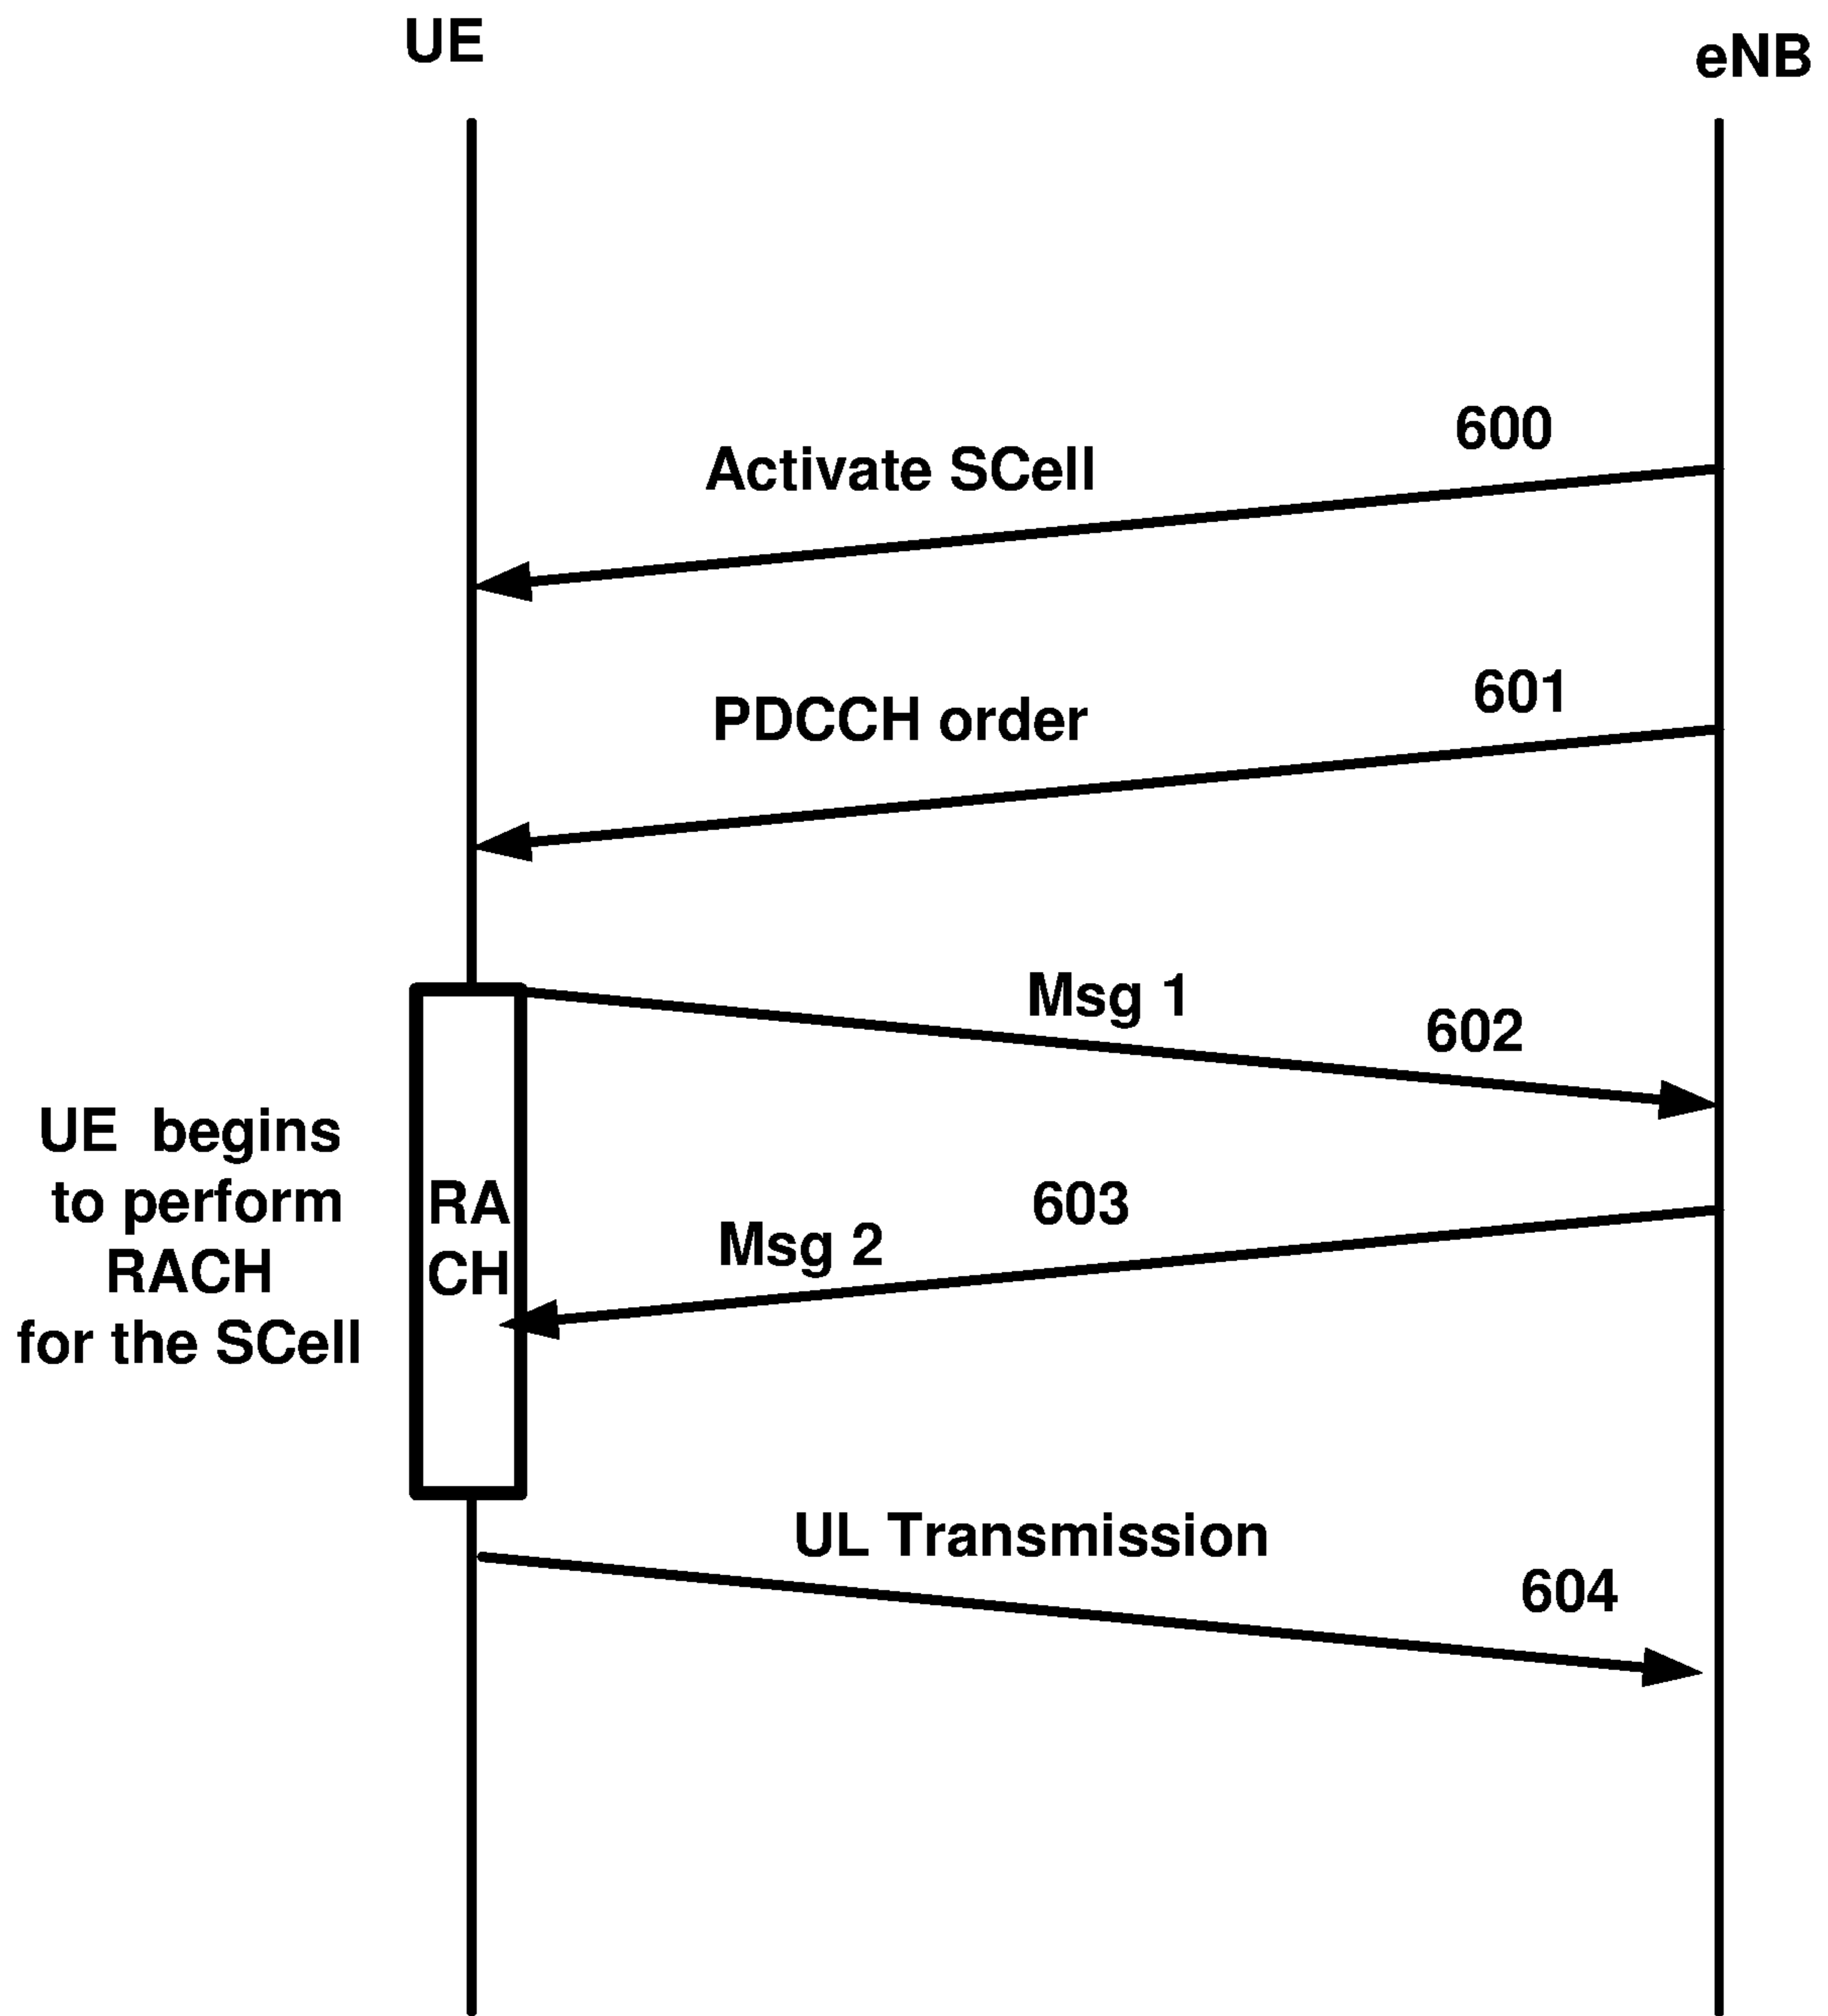 UE
eNB
600
Activate SCell
601
PDCCH order
Msg 1
602
UE begins
to perform
RACH
for the SCell
RA
CH
603
Msg 2
UL Transmission
604